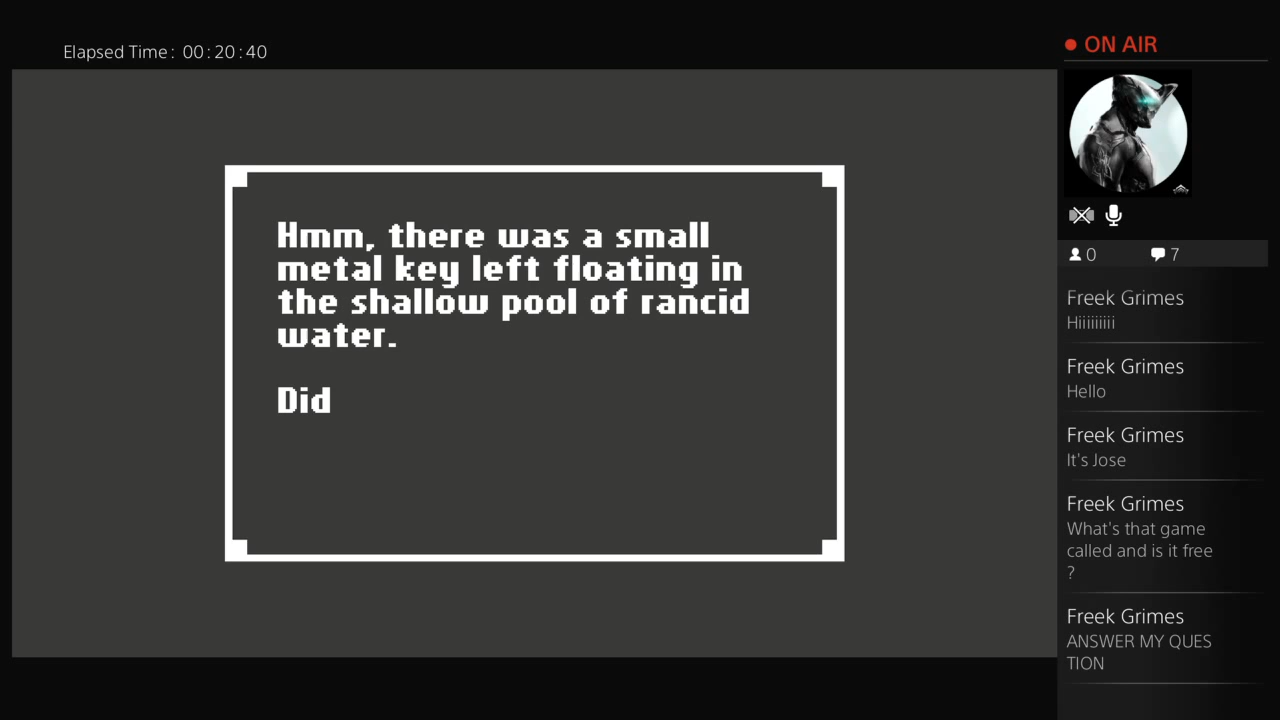 Elapsed Time: 00:20:40
ON AIR
0 7
Hmm, there was a small
metal key left floating in
the shallow pool of rancid
water.
Did
Freek Grimes
Hiiiiiiiii
Freek Grimes
Hello
Freek Grimes
It's Jose
Freek Grimes
What's that game
called and is it free
?
Freek Grimes
ANSWER MY QUES
TION